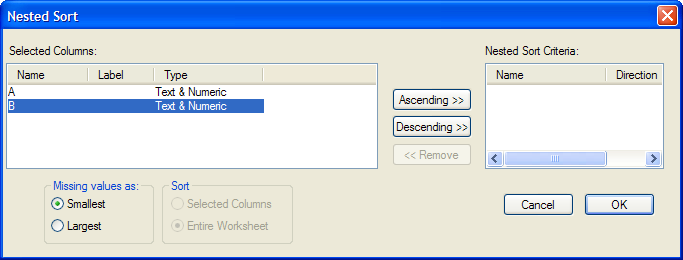 Nested Sort
Selected Columns:
Nested Sort Criteria:
Name Label Type
Name Direction
A Text & Numeric
B Text & Numeric
Ascending >>
Descending >>
<< Remove
Missing values as:
Smallest
Largest
Sort
Selected Columns
Entire Worksheet
Cancel
OK